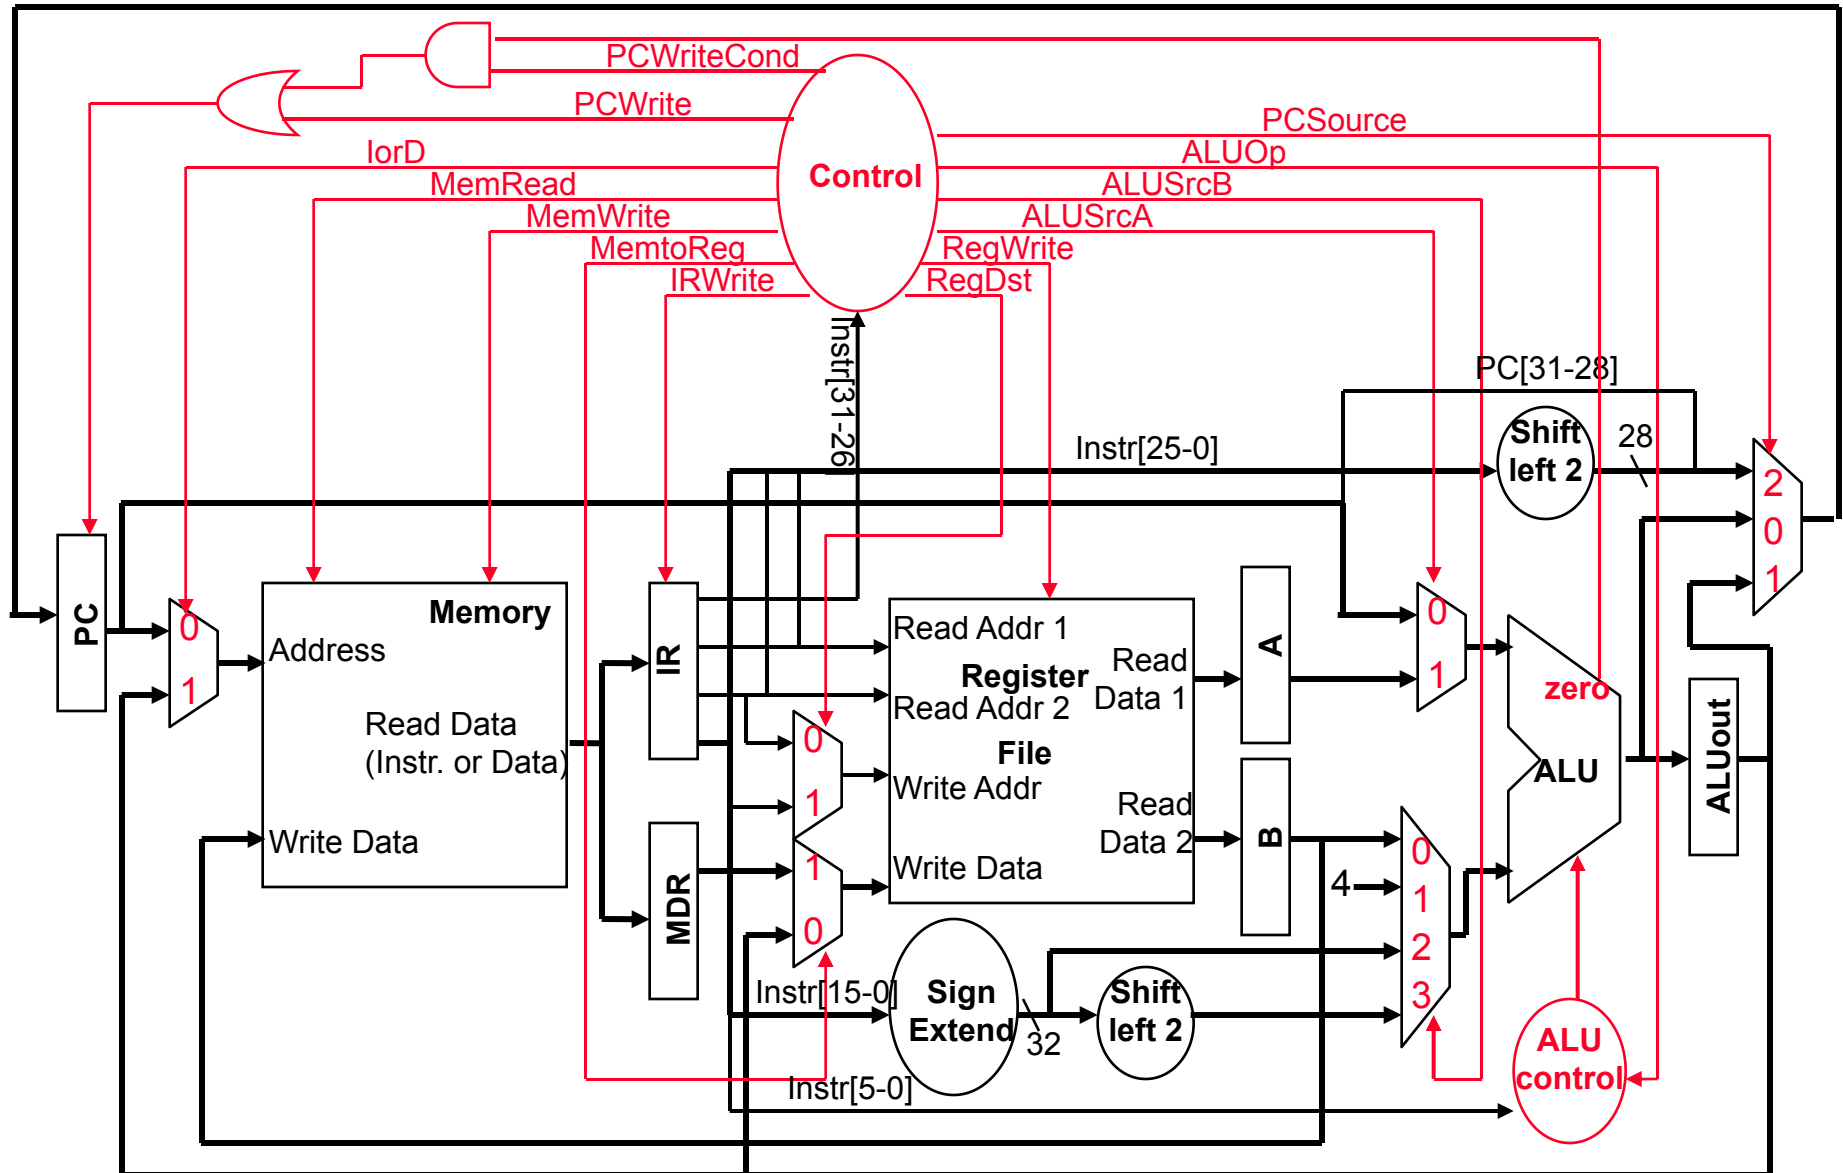 PCWriteCond
PCWrite
PCSource
IorD
ALUOp
Control
MemRead
ALUSrcB
MemWrite
ALUSrcA
MemtoReg
RegWrite
IRWrite
RegDst
Instr[31-26]
PC[31-28]
Instr[25-0]
Shift
left 2
28
2
0
1
PC
0
1
Memory
Address
Read Data
(Instr. or Data)
Write Data
IR
MDR
0
1
1
0
Read Addr 1
Register
Read Addr 2
File
Write Addr
Write Data
Read
Data 1
Read
Data 2
A
B
0
1
4
0
1
2
3
zero
ALU
ALUout
Instr[15-0]
Sign
Extend
32
Shift
left 2
Instr[5-0]
ALU
control